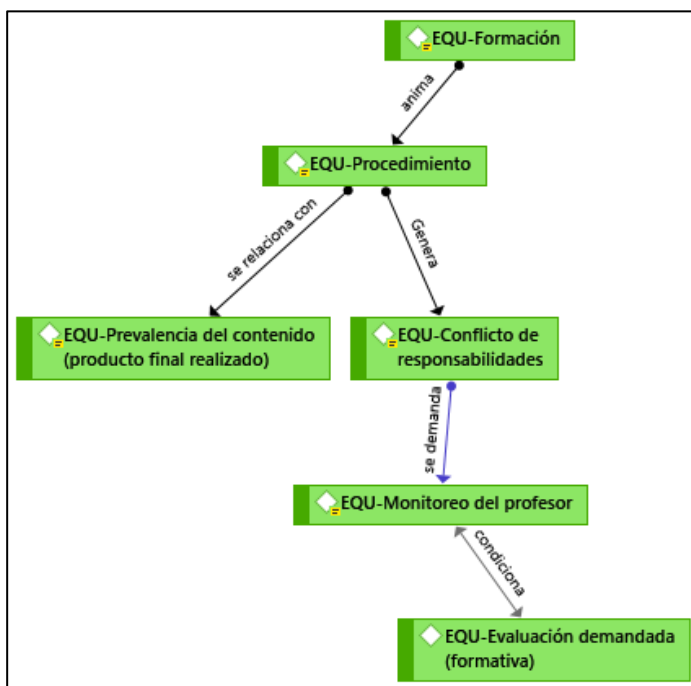 EQU-Formación
anima
EQU-Procedimiento
se relaciona con
Genera
EQU-Prevalencia del contenido
(producto final realizado)
EQU-Conflicto de
responsabilidades
se demanda
EQU-Monitoreo del profesor
condiciona
EQU-Evaluación demandada
(formativa)